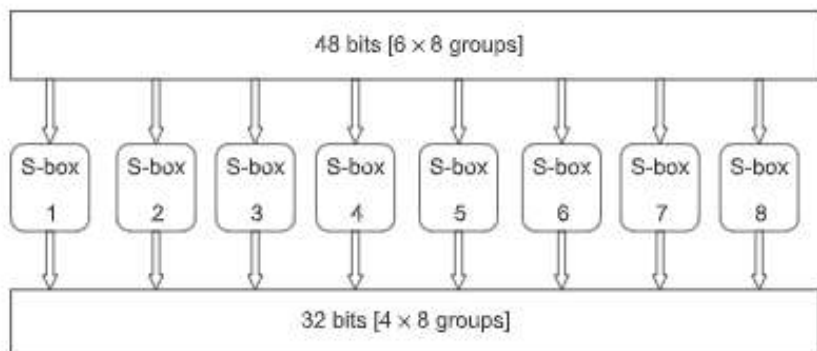 48 bits [6 × 8 groups]
S-box S-box S-box S-box S-box S-box S-box S-box
1 2 3 4 5 6 7 8
32 bits [4 × 8 groups]